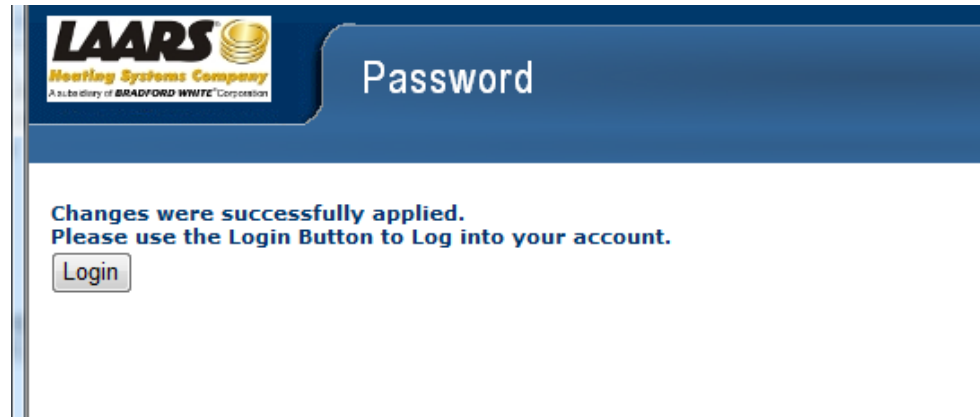 LAARS
Heating Systems Company
A subsidiary of BRADFORD WHITE® Corporation
Password
Changes were successfully applied.
Please use the Login Button to Log into your account.
Login